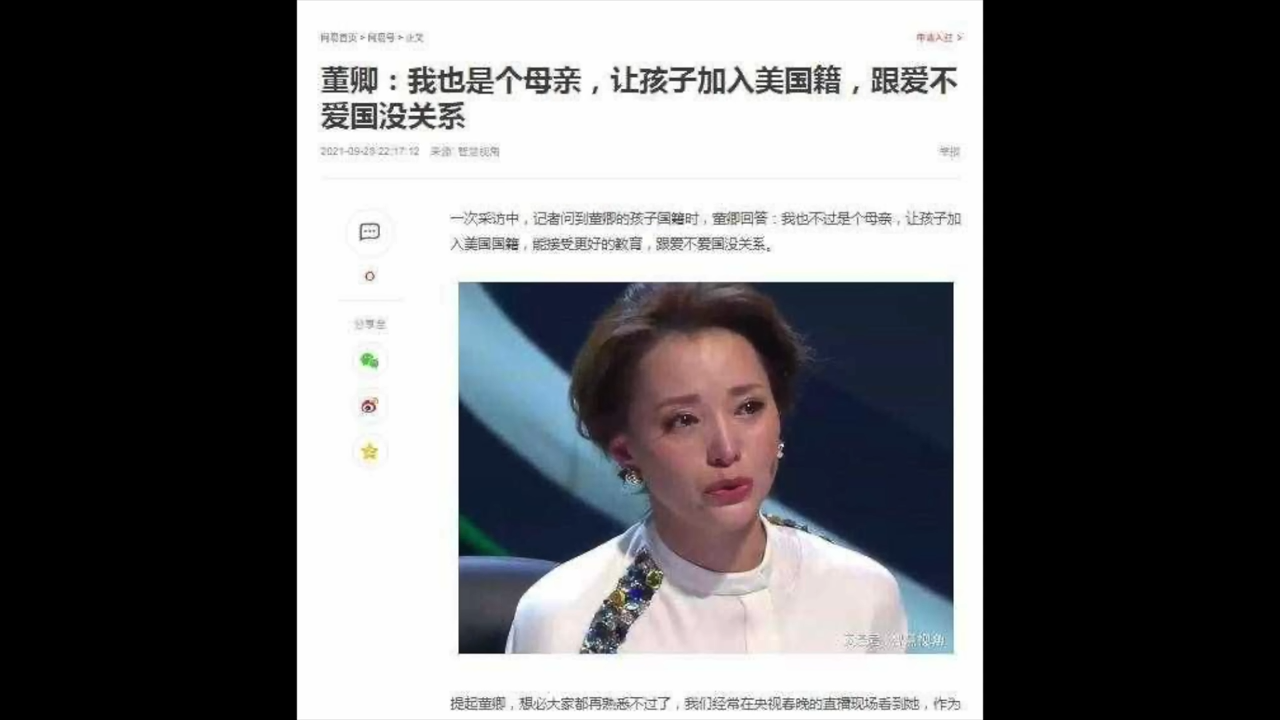 网易首页 > 网易号 > 正文
申请入驻 >
董卿：我也是个母亲，让孩子加入美国籍，跟爱不
爱国没关系
2021-09-28 22:17:12 来源: 智慧视角
举报
一次采访中，记者问到董卿的孩子国籍时，董卿回答：我也不过是个母亲，让孩子加
入美国国籍，能接受更好的教育，跟爱不爱国没关系。
0
分享至
提起董卿，想必大家都再熟悉不过了，我们经常在央视春晚的直播现场看到她，作为